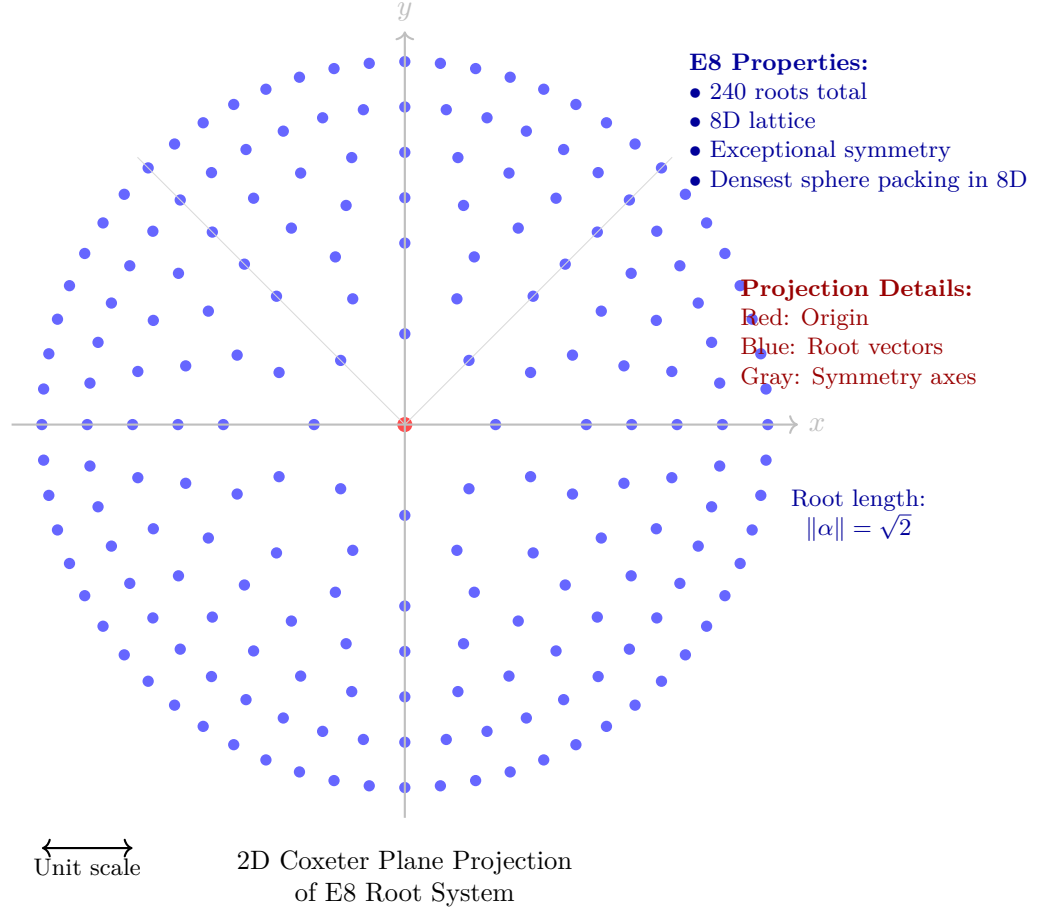 y
E8 Properties:
• 240 roots total
• 8D lattice
• Exceptional symmetry
• Densest sphere packing in 8D
Projection Details:
Red: Origin
Blue: Root vectors
Gray: Symmetry axes
x
Root length:
‖α‖ = √2
Unit scale
2D Coxeter Plane Projection
of E8 Root System